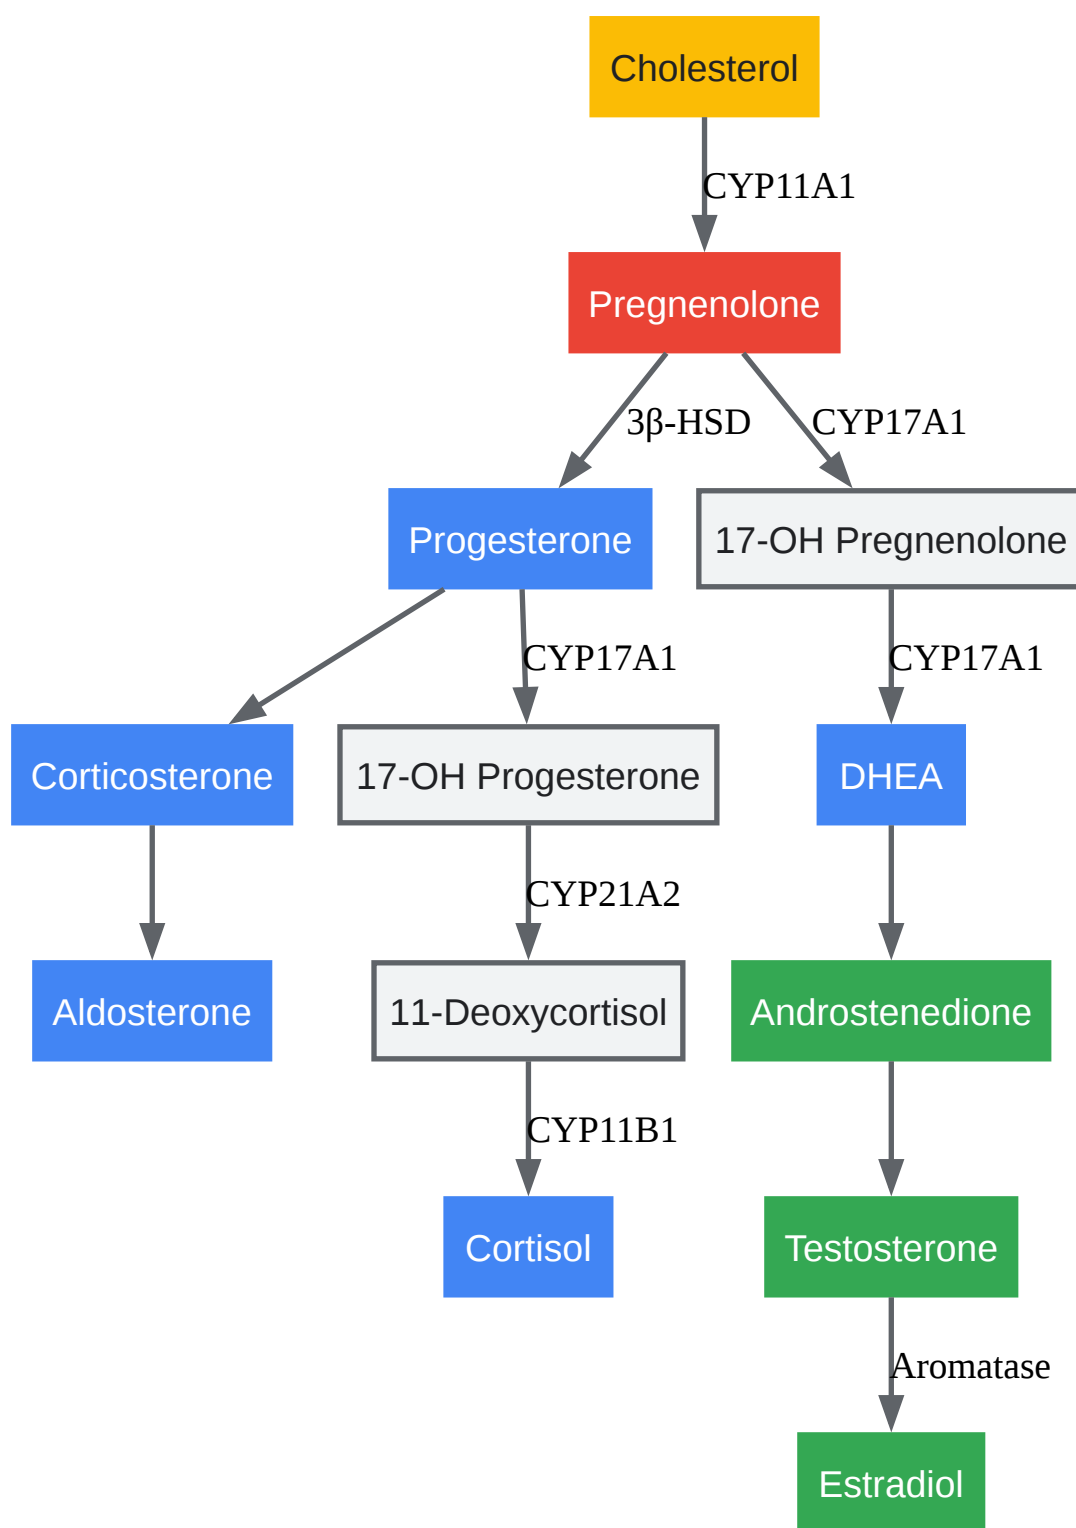 Cholesterol
CYP11A1
Pregnenolone
3β-HSD
CYP17A1
Progesterone
17-OH Pregnenolone
CYP17A1
CYP17A1
Corticosterone
17-OH Progesterone
DHEA
CYP21A2
Aldosterone
11-Deoxycortisol
Androstenedione
CYP11B1
Cortisol
Testosterone
Aromatase
Estradiol